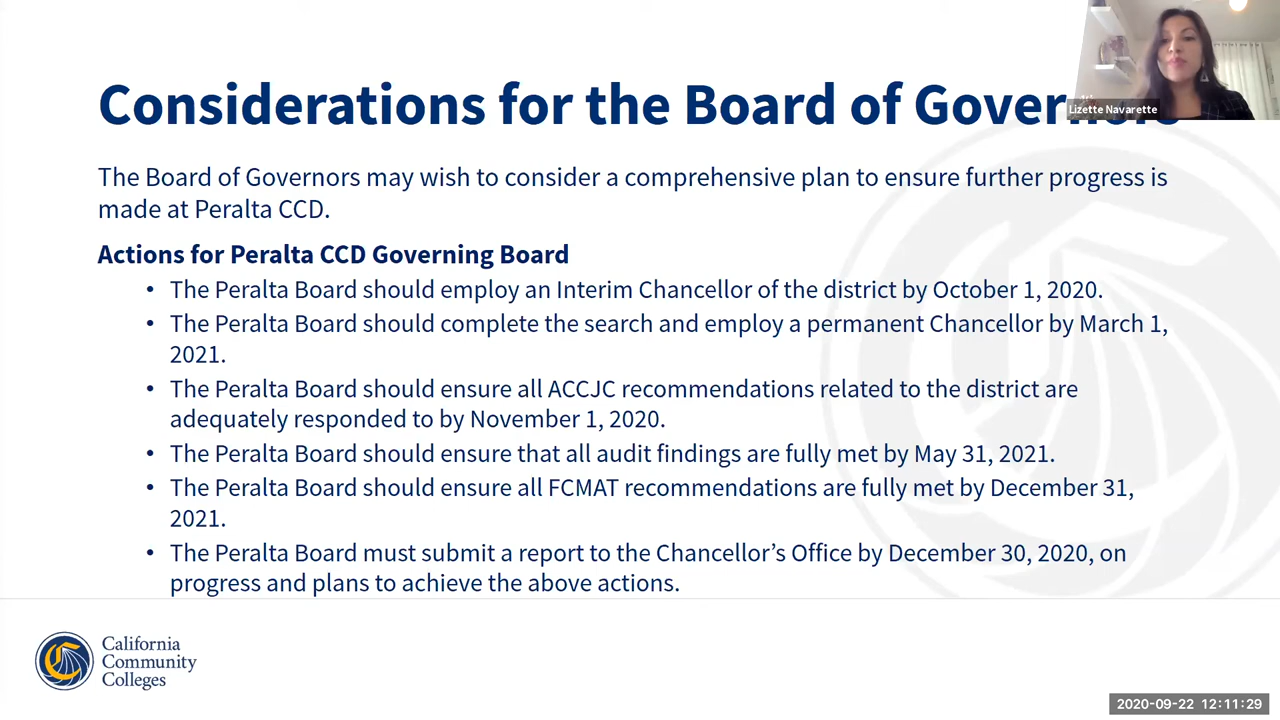 Considerations for the Board of Governors
Lizette Navarette
The Board of Governors may wish to consider a comprehensive plan to ensure further progress is
made at Peralta CCD.
Actions for Peralta CCD Governing Board
• The Peralta Board should employ an Interim Chancellor of the district by October 1, 2020.
• The Peralta Board should complete the search and employ a permanent Chancellor by March 1,
2021.
• The Peralta Board should ensure all ACCJC recommendations related to the district are
adequately responded to by November 1, 2020.
• The Peralta Board should ensure that all audit findings are fully met by May 31, 2021.
• The Peralta Board should ensure all FCMAT recommendations are fully met by December 31,
2021.
• The Peralta Board must submit a report to the Chancellor’s Office by December 30, 2020, on
progress and plans to achieve the above actions.
California
Community
Colleges
2020-09-22 12:11:29